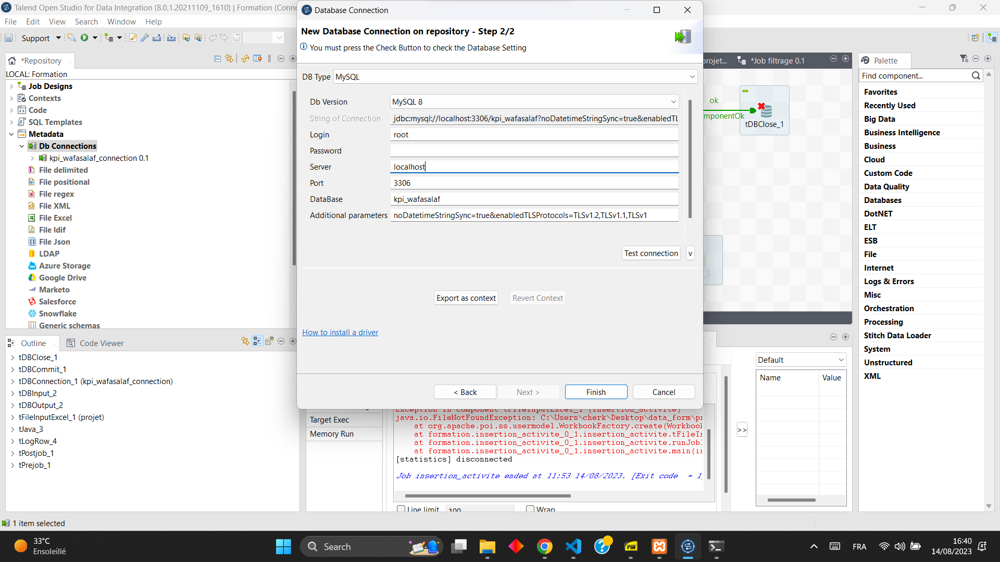 Talend Open Studio for Data Integration (8.0.1.20211109_1610) | Formation (Conne
File Edit View Search Window Help
Support
*Repository
LOCAL: Formation
Job Designs
Contexts
Code
SQL Templates
Metadata
Db Connections
kpi_wafasalaf_connection 0.1
File delimited
File positional
File regex
File XML
File Excel
File ldif
File Json
LDAP
Azure Storage
Google Drive
Marketo
Salesforce
Snowflake
Generic schemas
Outline
Code Viewer
tDBClose_1
tDBCommit_1
tDBConnection_1 (kpi_wafasalaf_connection)
tDBInput_2
tDBOutput_2
tFileInputExcel_1 (projet)
tJava_3
tLogRow_4
tPostjob_1
tPrejob_1
1 item selected
Database Connection
New Database Connection on repository - Step 2/2
You must press the Check Button to check the Database Setting
DB Type MySQL
Db Version MySQL 8
String of Connection jdbc:mysql://localhost:3306/kpi_wafasalaf?noDatetimeStringSync=true&enabledTL
Login root
Password
Server localhost
Port 3306
DataBase kpi_wafasalaf
Additional parameters noDatetimeStringSync=true&enabledTLSProtocols=TLSv1.2,TLSv1.1,TLSv1
Test connection v
Export as context Revert Context
How to install a driver
< Back Next > Finish Cancel
projet... *Job filtrage 0.1
ok
mponentOk
tDBClose_1
_3
Target Exec
Memory Run
Exception in component tFileInputExcel_1 (insertion_activite)
java.io.FileNotFoundException: C:\Users\cherk\Desktop\data_form\pr
at org.apache.poi.ss.usermodel.WorkbookFactory.create(Workbook
at formation.insertion_activite_0_1.insertion_activite.tFileIn
at formation.insertion_activite_0_1.insertion_activite.runJob
at formation.insertion_activite_0_1.insertion_activite.main(in
[statistics] disconnected
Job insertion_activite ended at 11:53 14/08/2023. [Exit code = 1
Line limit 100 Wrap
>>
Default
Name Value
Palette
Find component...
Favorites
Recently Used
Big Data
Business Intelligence
Business
Cloud
Custom Code
Data Quality
Databases
DotNET
ELT
ESB
File
Internet
Logs & Errors
Misc
Orchestration
Processing
Stitch Data Loader
System
Unstructured
XML
33°C
Ensoleillé
Search
PDF
FRA
16:40
14/08/2023